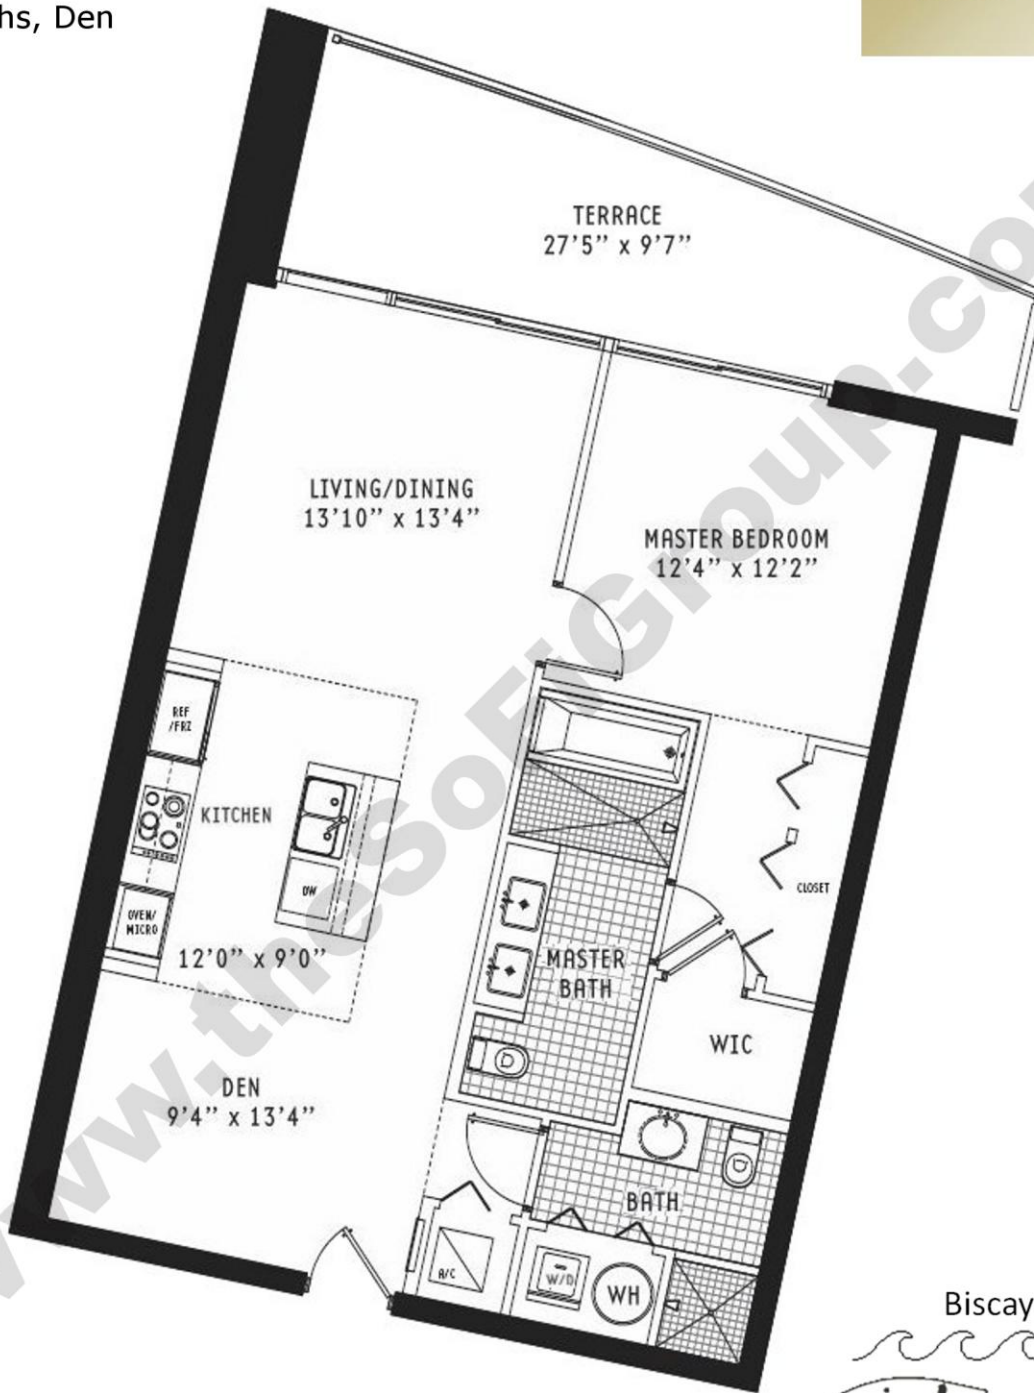 hs, Den
TERRACE
27'5” x 9'7”
LIVING/DINING
13'10” x 13'4”
MASTER BEDROOM
12'4” x 12'2”
REF
/FRZ
KITCHEN
DW
OVEN/
MICRO
12'0” x 9'0”
CLOSET
MASTER
BATH
WIC
DEN
9'4” x 13'4”
BATH
A/C
W/D
WH
Biscay
www.theSoFiGroup.co